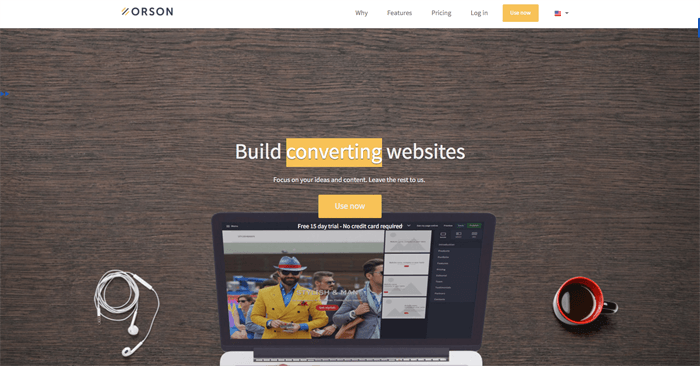 ORSON
Why Features Pricing Log in Use now
Build converting websites
Focus on your ideas and content. Leave the rest to us.
Use now
Free 15 day trial - No credit card required